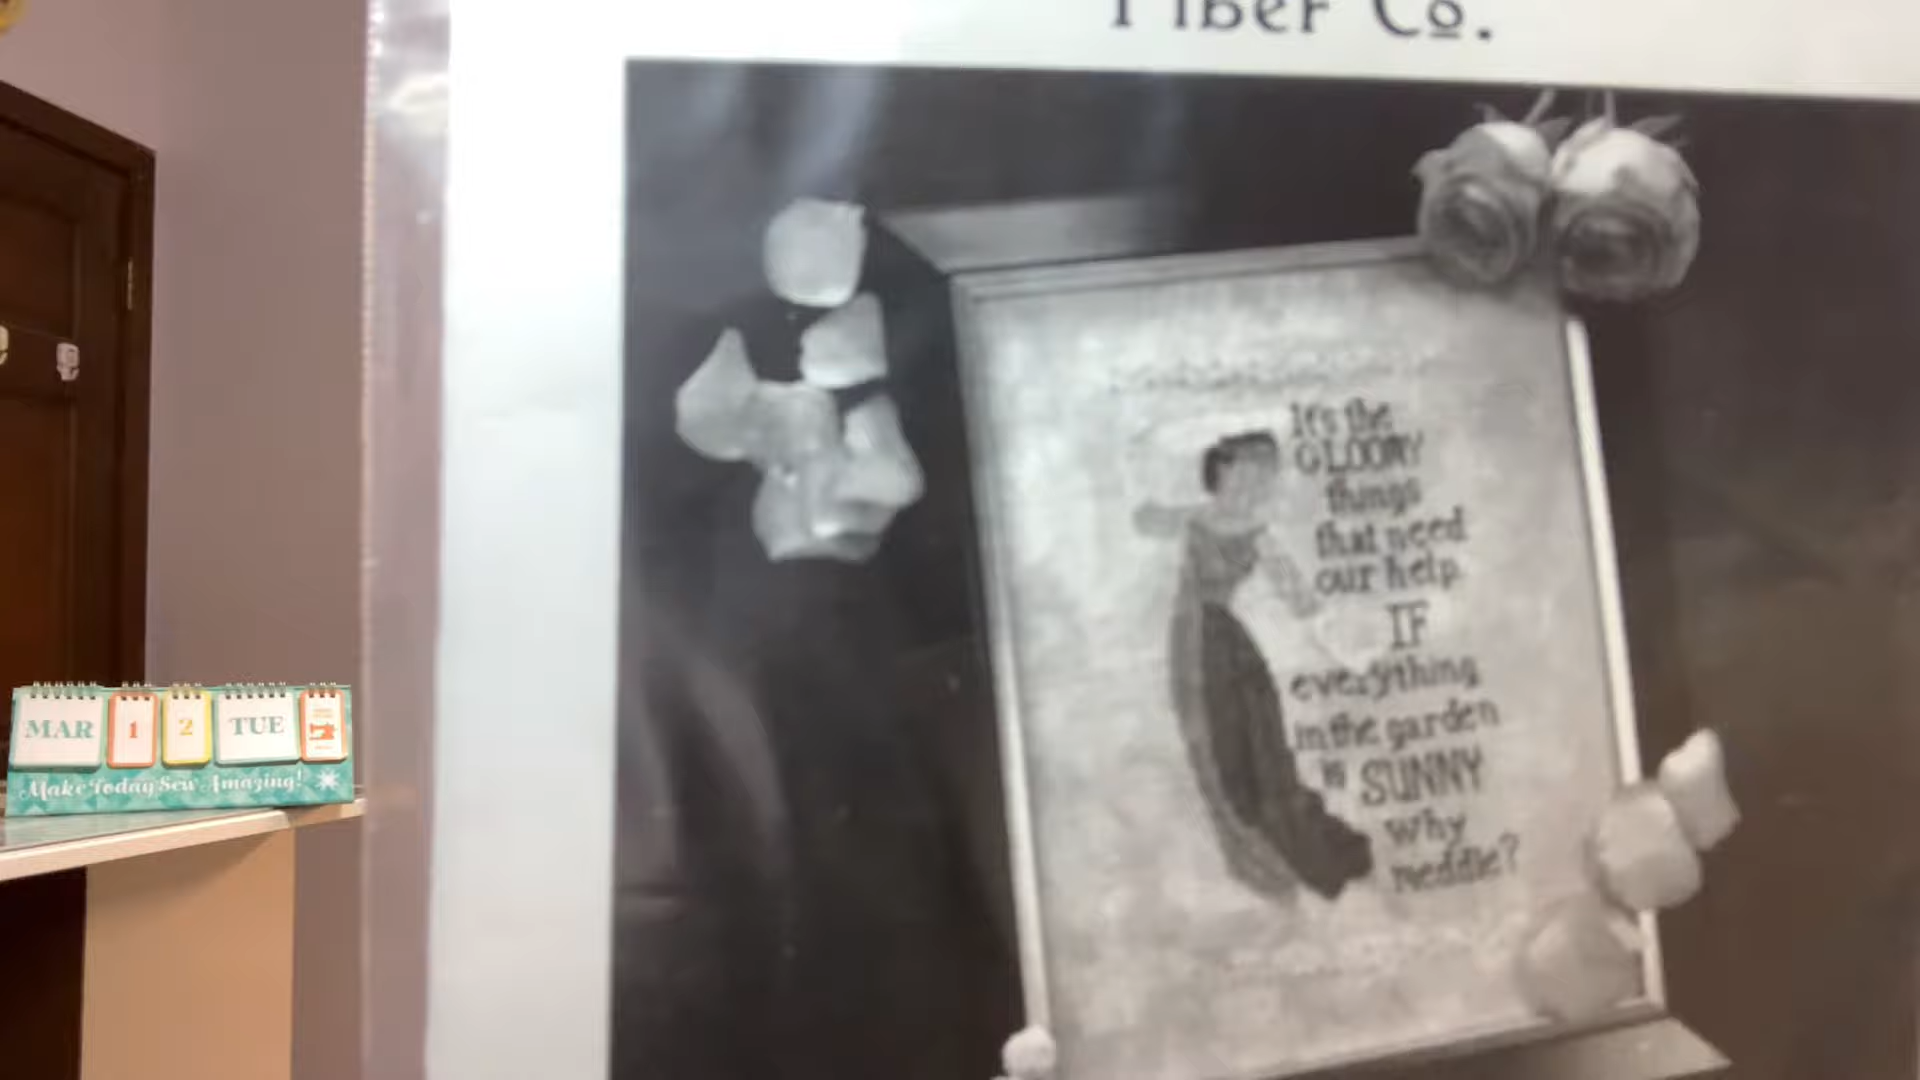 Fiber Co.
It's the
GLOOMY
things
that need
our help.
IF
everything
in the garden
is SUNNY
why
meddle?
MAR 1 2 TUE
Make Today Sew Amazing!